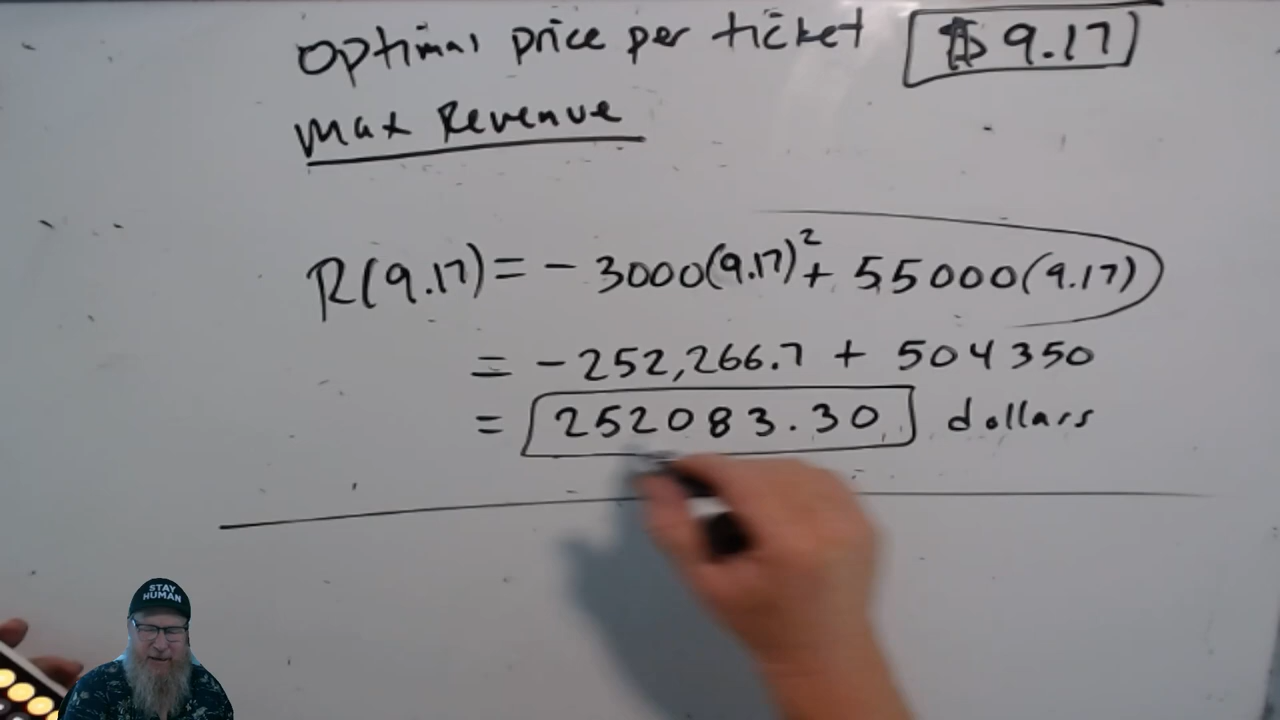 optimal price per ticket $9.17
Max Revenue
R(9.17) = -3000(9.17)² + 55000(9.17)
= -252,266.7 + 504350
= 252083.30 dollars
STAY
HUMAN